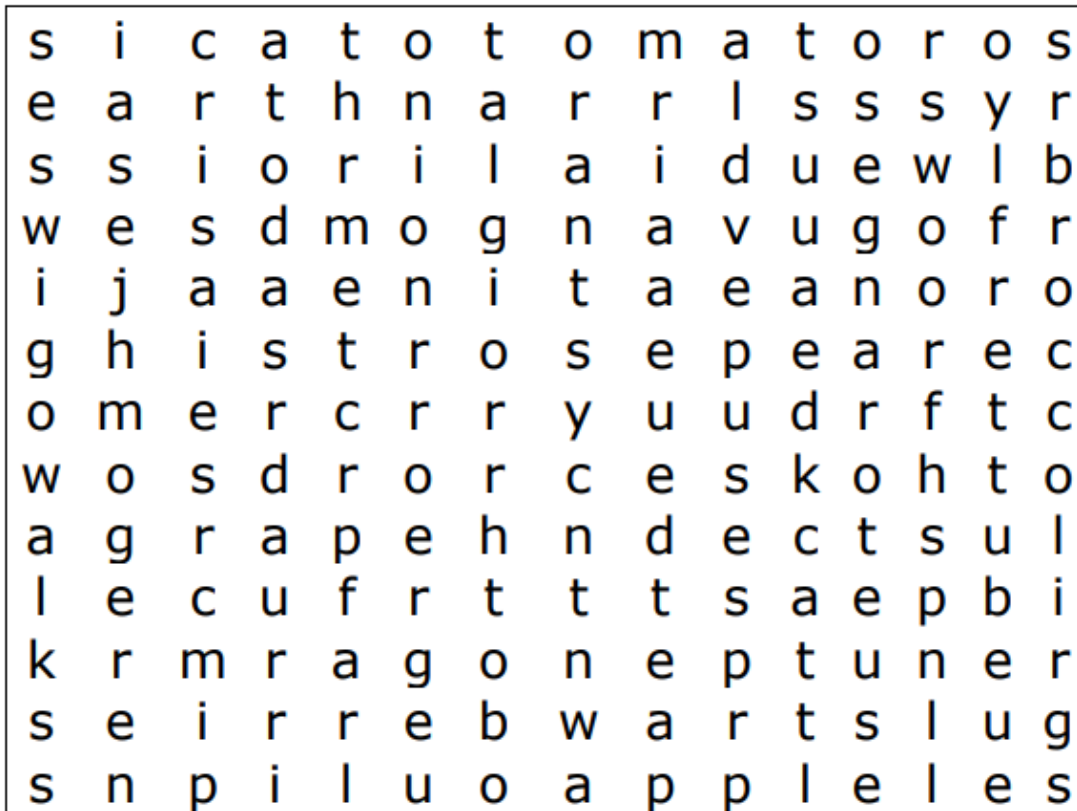 s i c a t o t o m a t o r o s
e a r t h n a r r l s s s y r
s s i o r i l a i d u e w l b
w e s d m o g n a v u g o f r
i j a a e n i t a e a n o r o
g h i s t r o s e p e a r e c
o m e r c r r y u u d r f t c
w o s d r o r c e s k o h t o
a g r a p e h n d e c t s u l
l e c u f r t t t s a e p b i
k r m r a g o n e p t u n e r
s e i r r e b w a r t s l u g
s n p i l u o a p p l e l e s